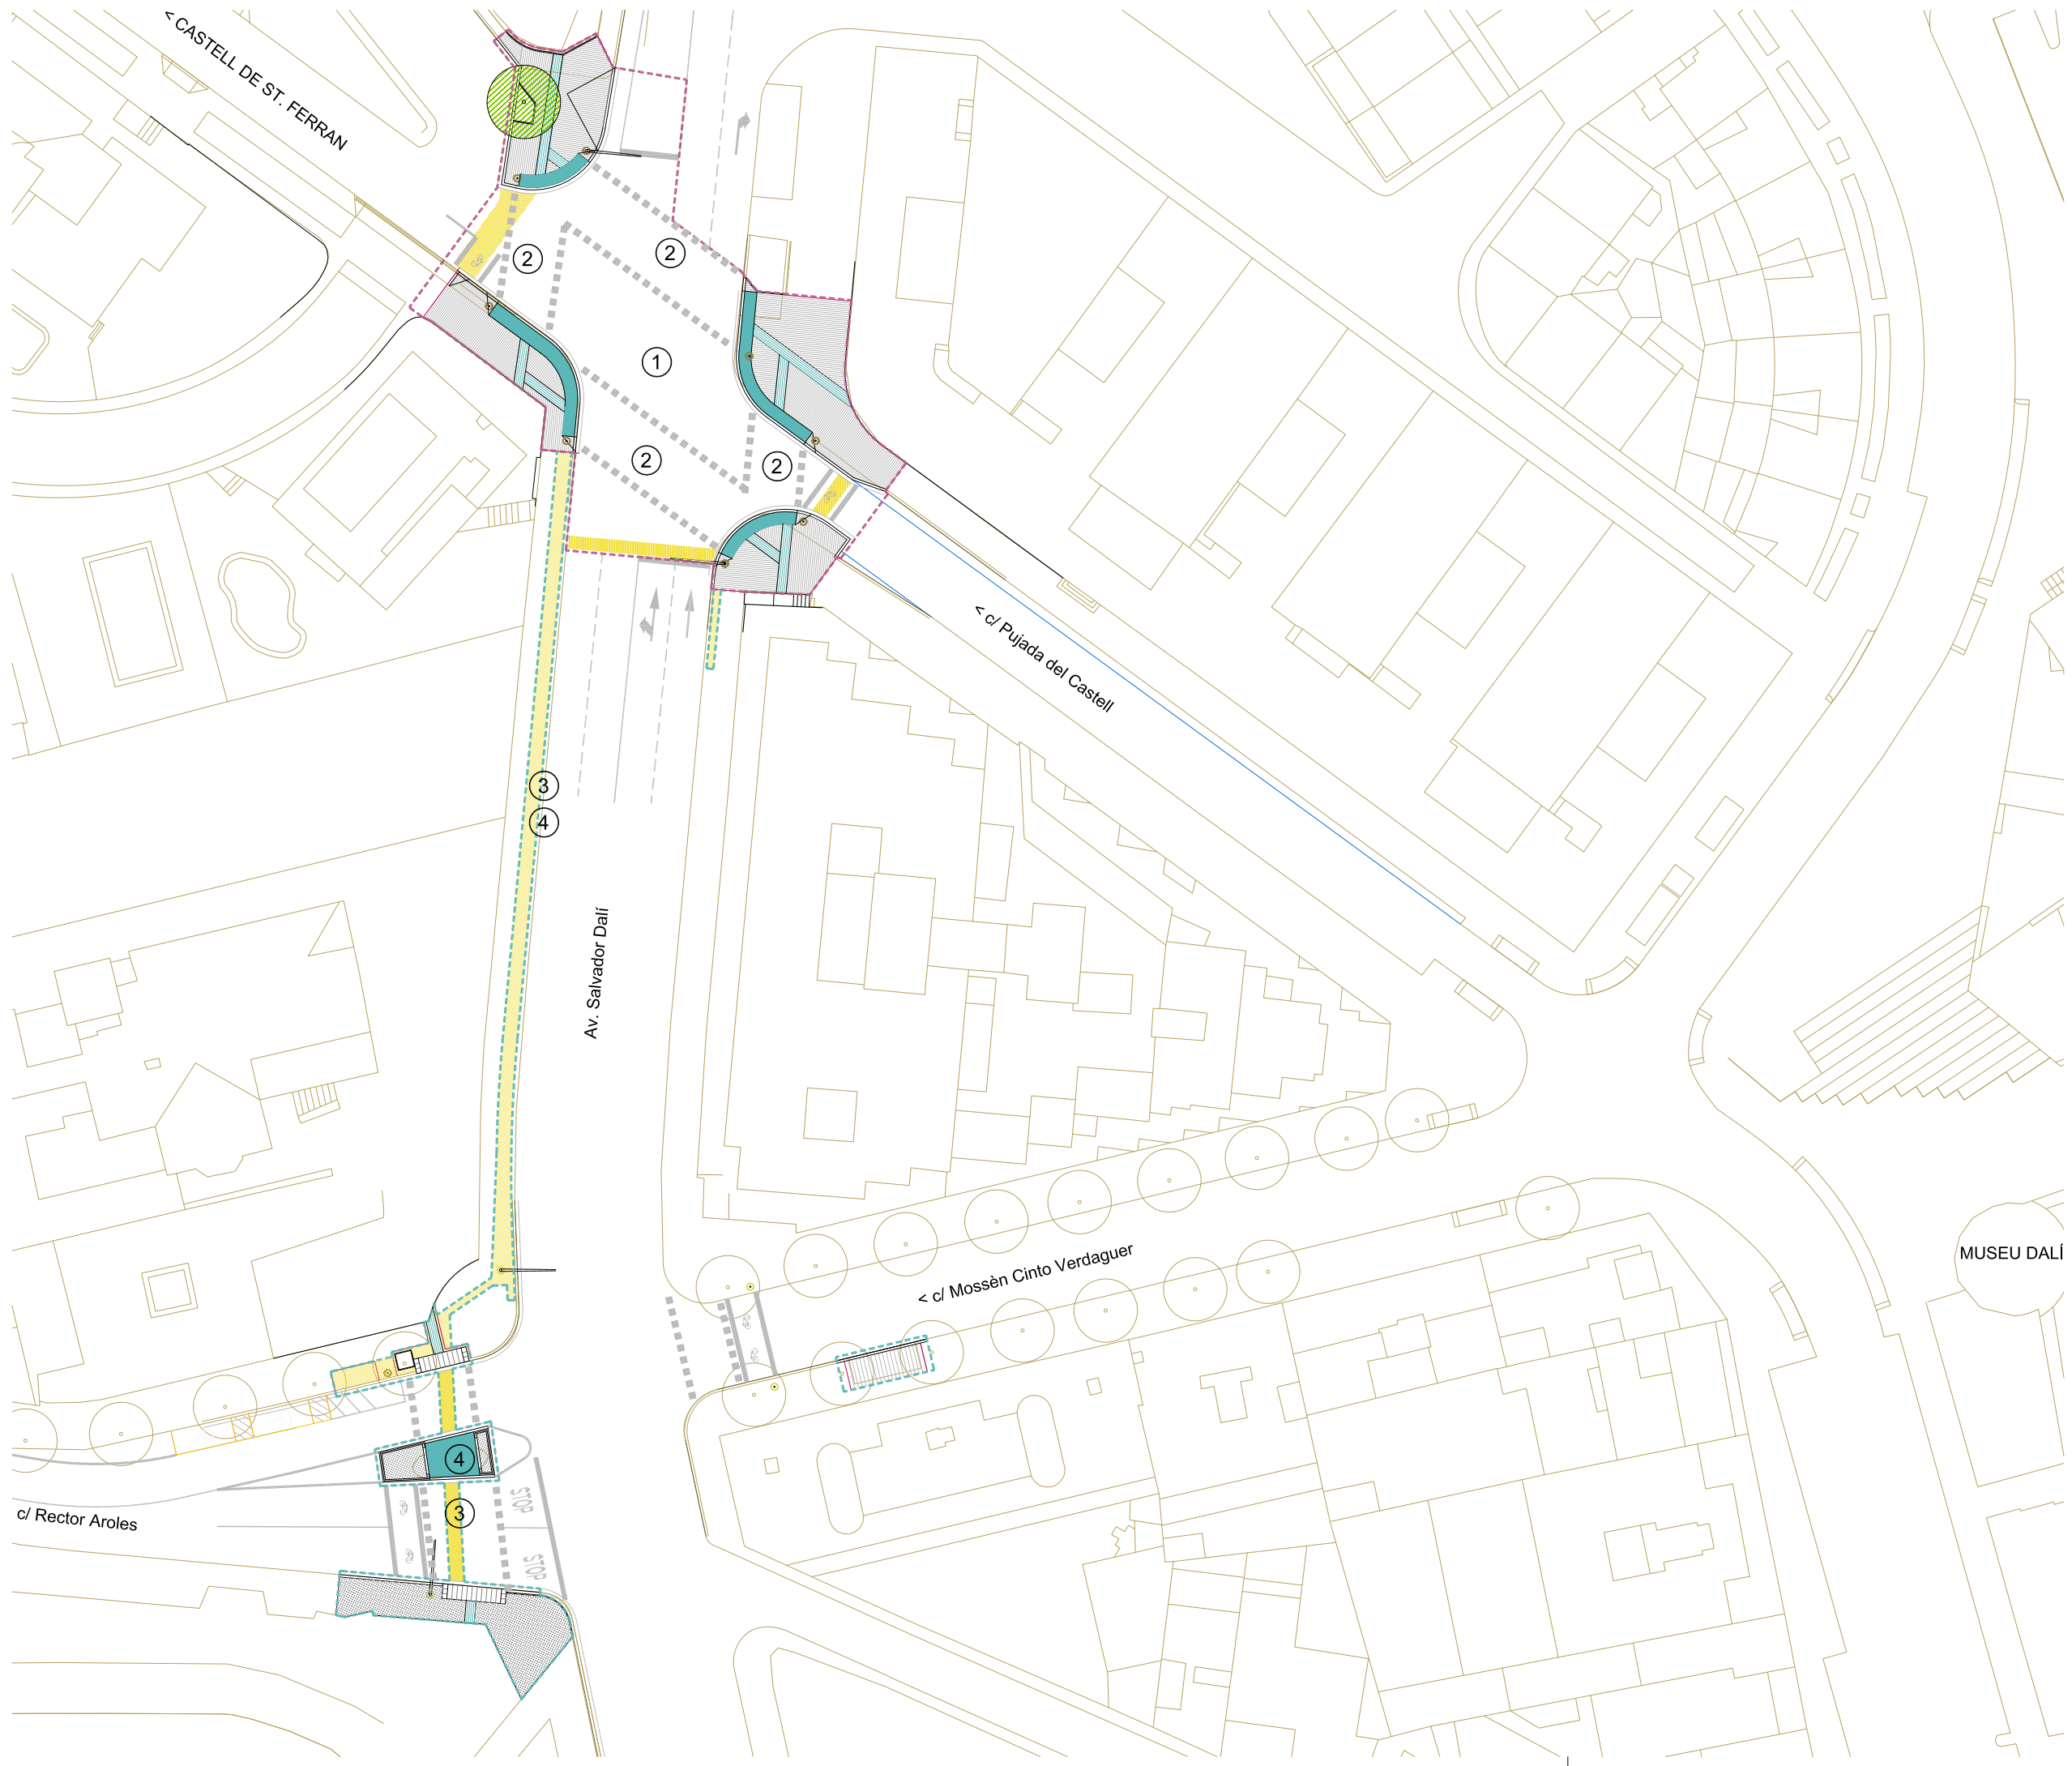 < CASTELL DE ST. FERRAN
2
2
1
2
2
< c/ Pujada del Castell
3
4
Av. Salvador Dalí
MUSEU DALÍ
< c/ Mossèn Cinto Verdaguer
4
STOP
c/ Rector Aroles
3
STOP